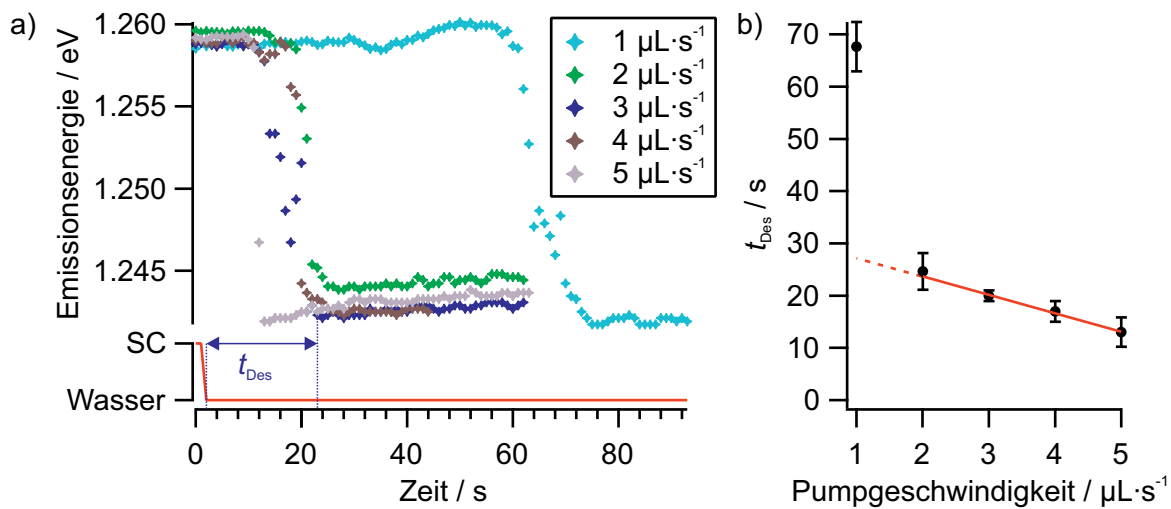 a)
Emissionsenergie / eV
1.260
1.255
1.250
1.245
SC
Wasser
t_Des
0
20
40
60
80
Zeit / s
1 µL·s⁻¹
2 µL·s⁻¹
3 µL·s⁻¹
4 µL·s⁻¹
5 µL·s⁻¹
b)
t_Des / s
70
60
50
40
30
20
10
0
1
2
3
4
5
Pumpgeschwindigkeit / µL·s⁻¹